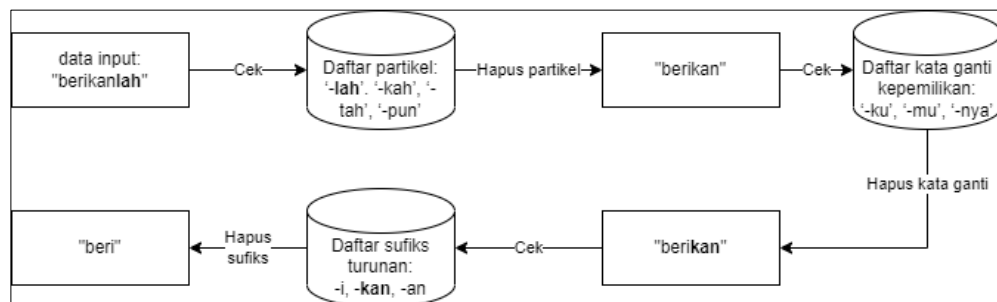 data input:
"berikanlah"
Cek
Daftar partikel:
‘-lah’. ‘-kah’, ‘-
tah’, ‘-pun’
Hapus partikel
"berikan"
Cek
Daftar kata ganti
kepemilikan:
‘-ku’, ‘-mu’, ‘-nya’
Hapus kata ganti
"berikan"
Cek
Daftar sufiks
turunan:
-i, -kan, -an
Hapus
sufiks
"beri"